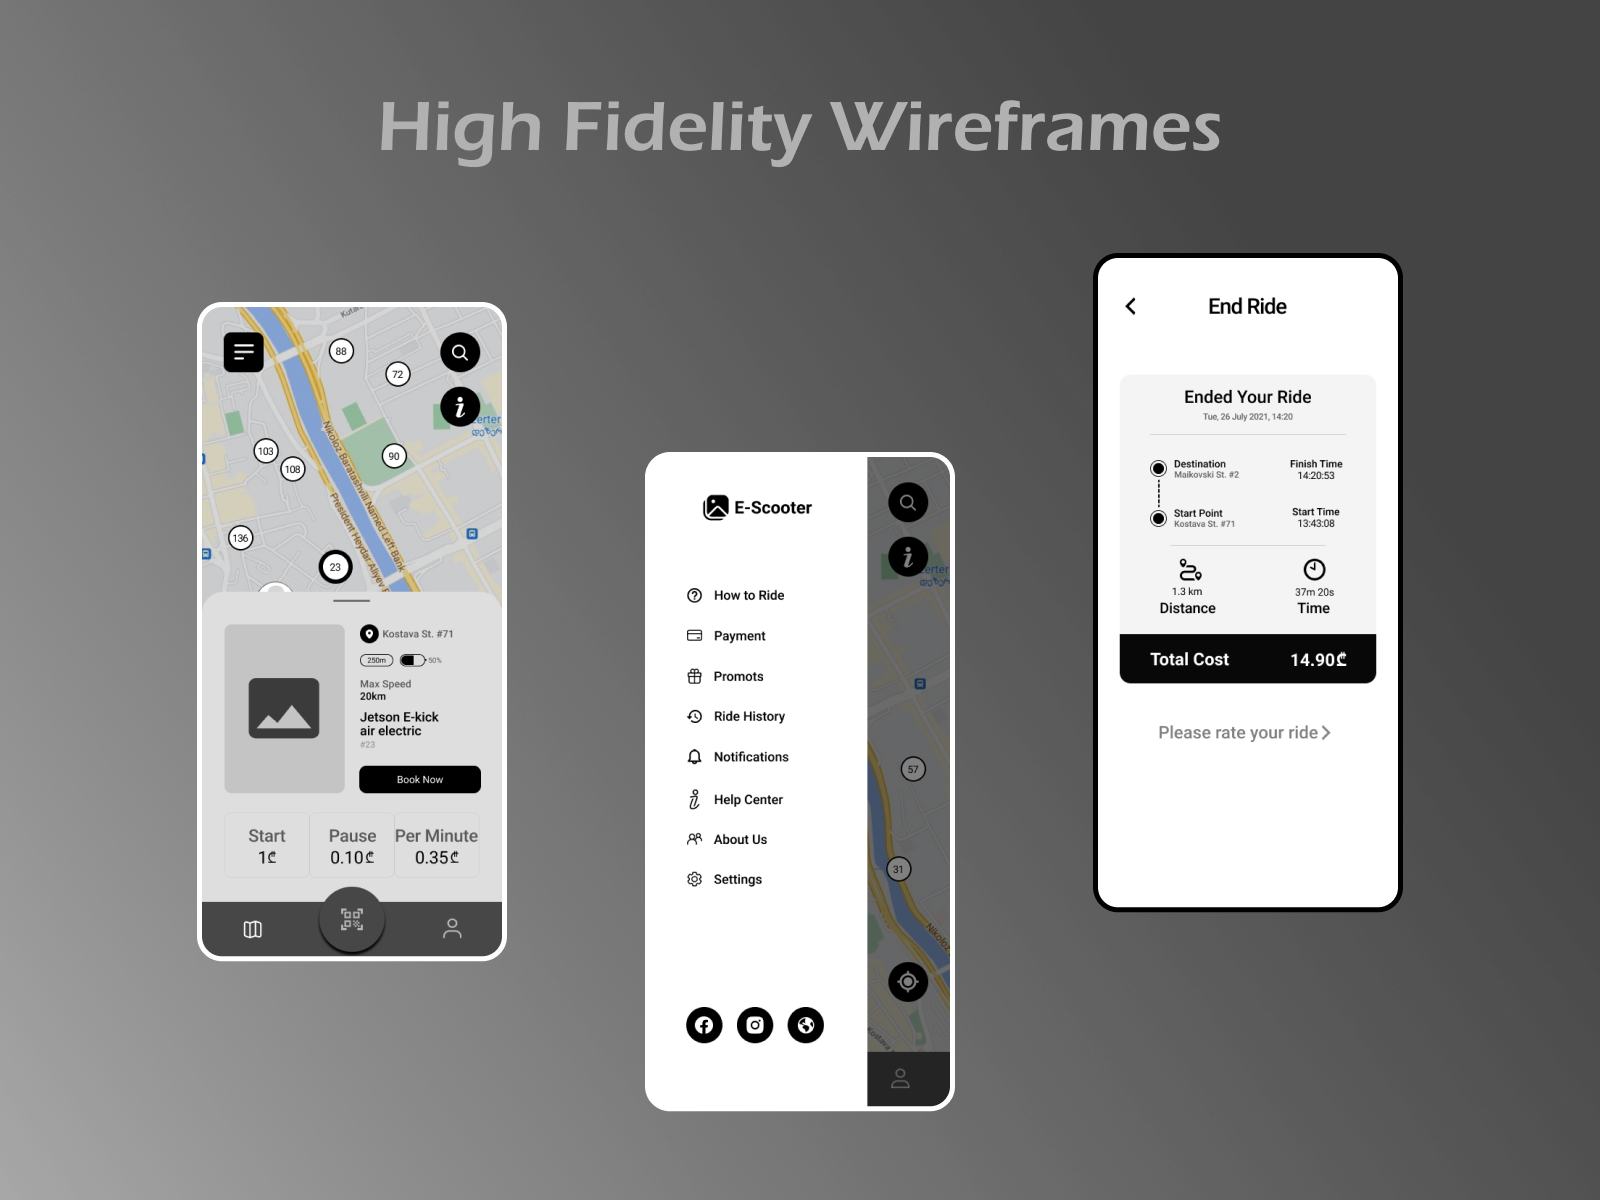 High Fidelity Wireframes
88
72
103
108
90
136
23
Nikoloz Baratashvili Named Left Bank
President Heydar Aliyev
Kostava St. #71
250m
50%
Max Speed
20km
Jetson E-kick
air electric
#23
Book Now
Start
Pause
Per Minute
1₾
0.10₾
0.35₾
E-Scooter
How to Ride
Payment
Promots
Ride History
Notifications
Help Center
About Us
Settings
57
31
End Ride
Ended Your Ride
Tue, 26 July 2021, 14:20
Destination
Maikovski St. #2
Finish Time
14:20:53
Start Point
Kostava St. #71
Start Time
13:43:08
1.3 km
Distance
37m 20s
Time
Total Cost
14.90₾
Please rate your ride